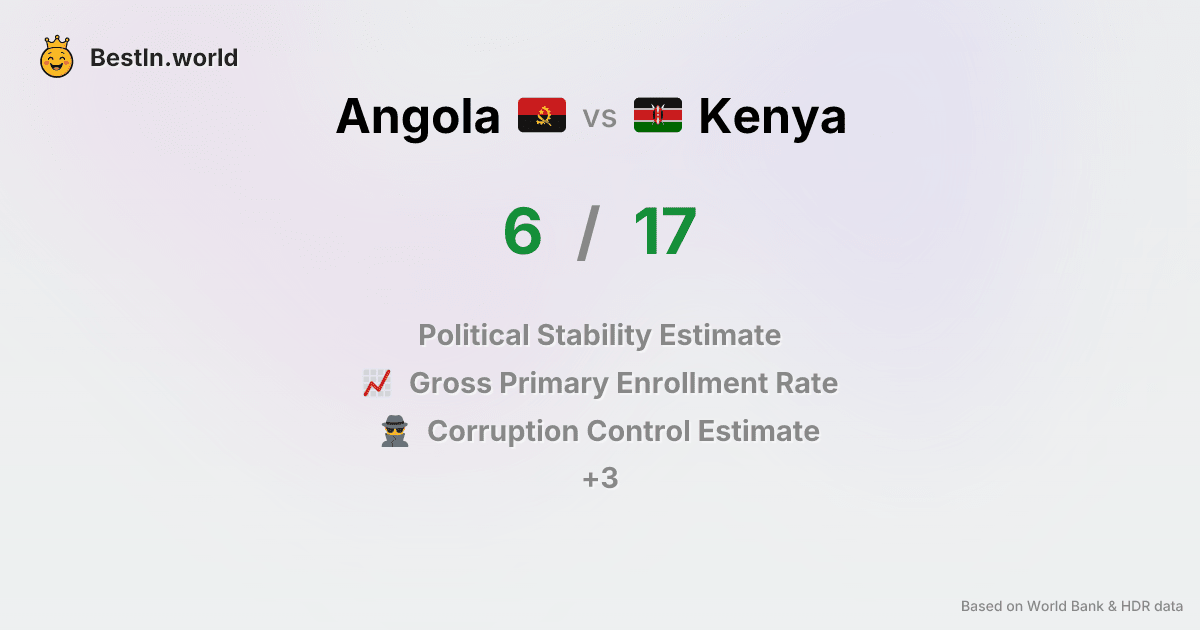 BestIn.world
Angola vs Kenya
6 / 17
Political Stability Estimate
Gross Primary Enrollment Rate
Corruption Control Estimate
+3
Based on World Bank & HDR data